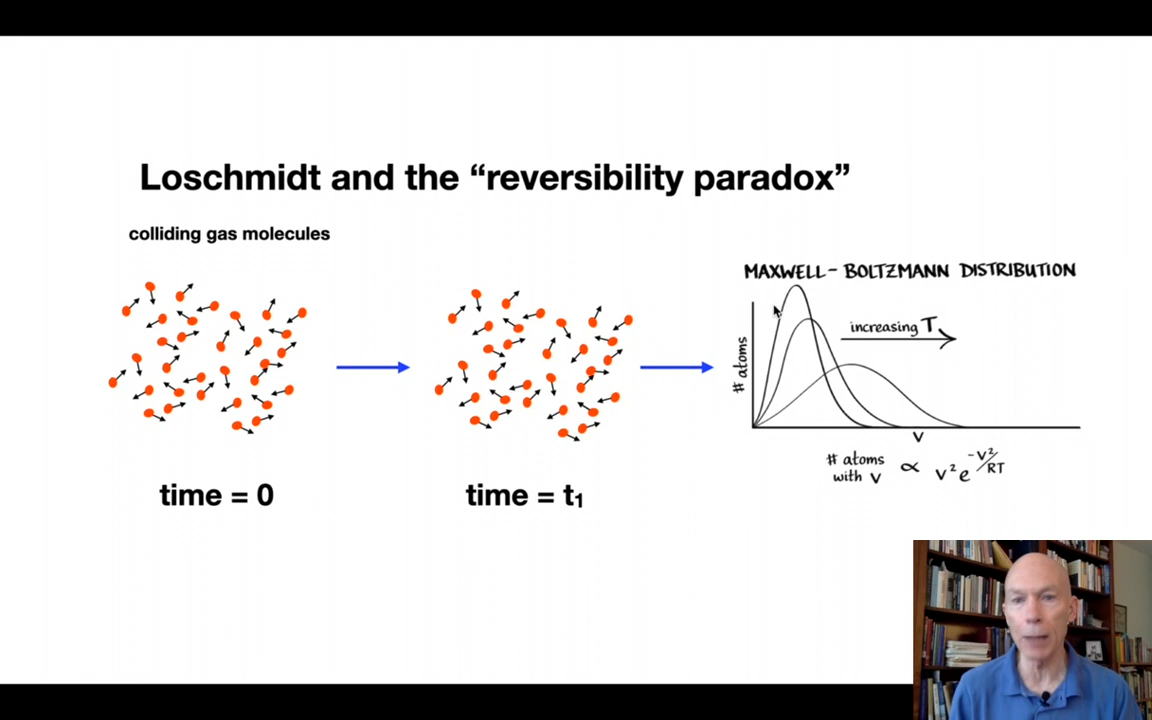 Loschmidt and the “reversibility paradox”
colliding gas molecules
time = 0
time = t₁
MAXWELL-BOLTZMANN DISTRIBUTION
# atoms
increasing T
v
# atoms
with v ∝ v²e^-v²/RT